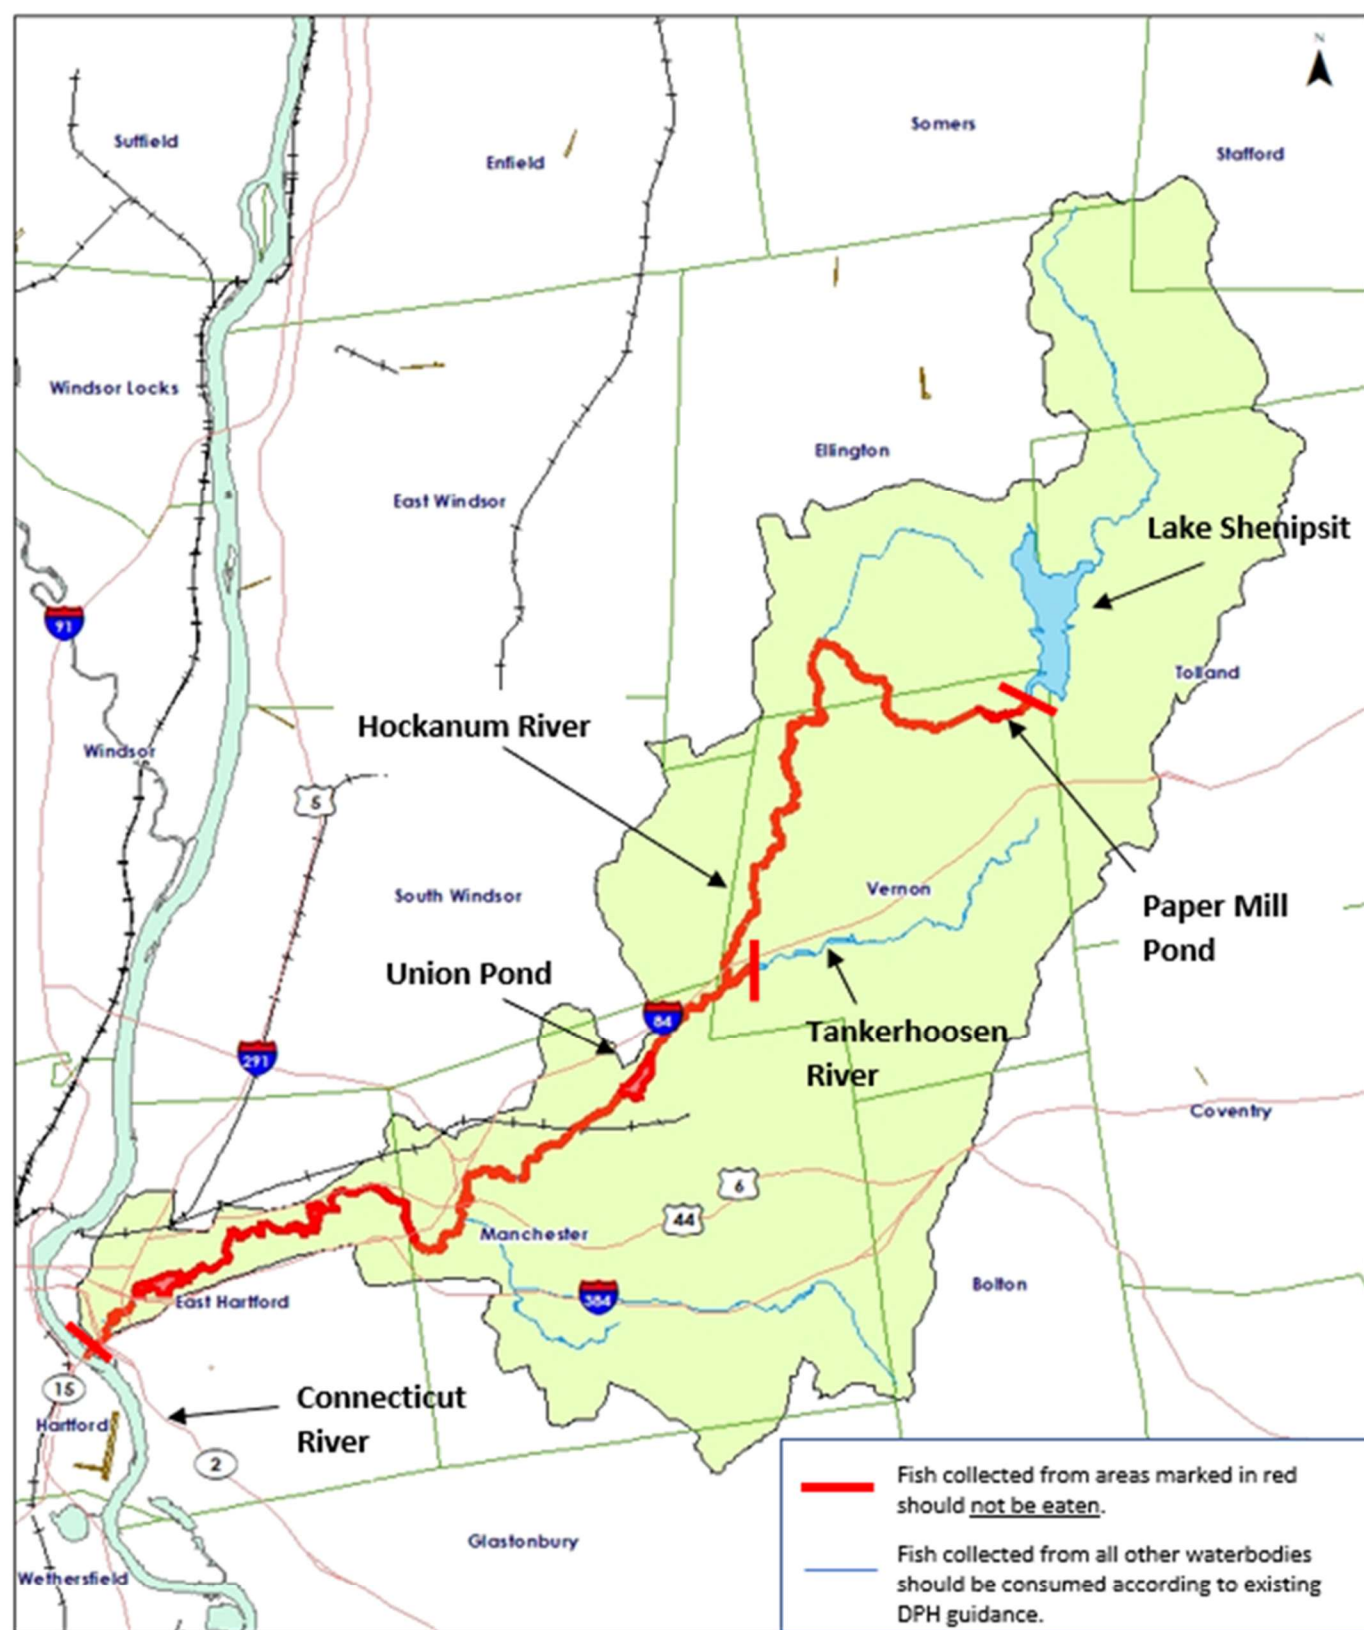 N
Somers
Suffield
Stafford
Enfield
Windsor Locks
Ellington
East Windsor
Lake Shenipsit
91
Tolland
Hockanum River
Windsor
5
Vernon
South Windsor
Paper Mill
Pond
Union Pond
84
Tankerhoosen
River
291
Coventry
6
44
Manchester
Bolton
384
East Hartford
15
Connecticut
River
Hartford
2
Fish collected from areas marked in red
should not be eaten.
Glastonbury
Fish collected from all other waterbodies
should be consumed according to existing
DPH guidance.
Wethersfield